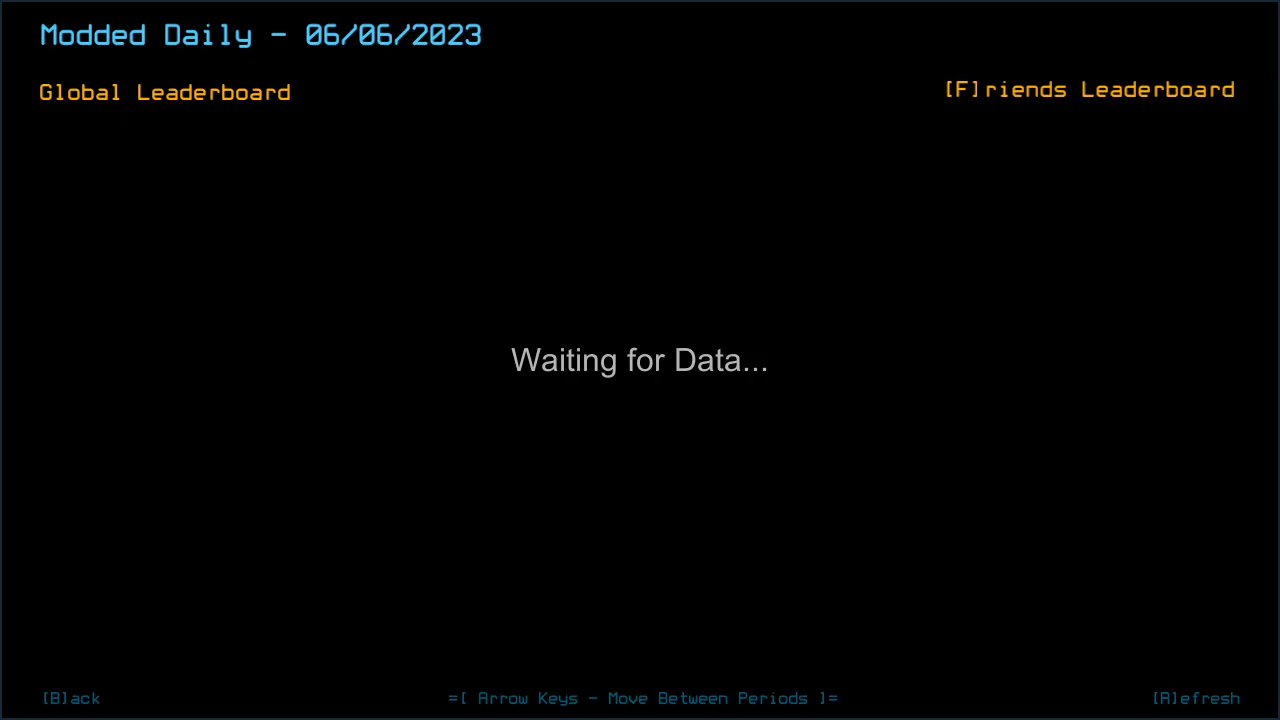 Modded Daily - 06/06/2023
Global Leaderboard
[F]riends Leaderboard
Waiting for Data...
[B]ack
=[ Arrow Keys - Move Between Periods ]=
[R]efresh